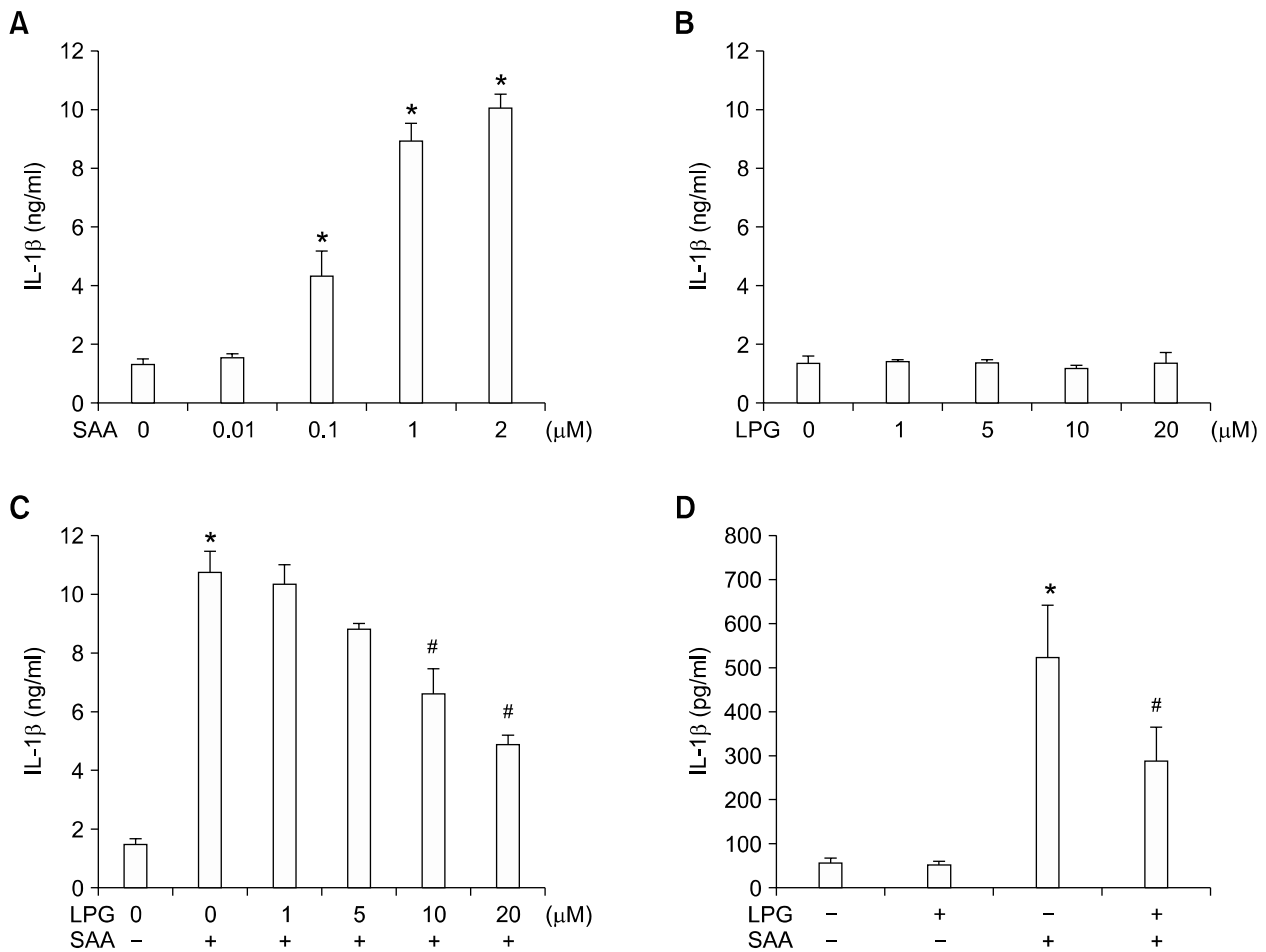 A
12
10
8
6
4
2
0
IL-1β (ng/ml)
*
*
*
SAA 0 0.01 0.1 1 2 (μM)
B
12
10
8
6
4
2
0
IL-1β (ng/ml)
LPG 0 1 5 10 20 (μM)
C
12
10
8
6
4
2
0
IL-1β (ng/ml)
*
#
#
LPG 0 0 1 5 10 20 (μM)
SAA – + + + + +
D
800
700
600
500
400
300
200
100
0
IL-1β (pg/ml)
*
#
LPG – + – +
SAA – – + +